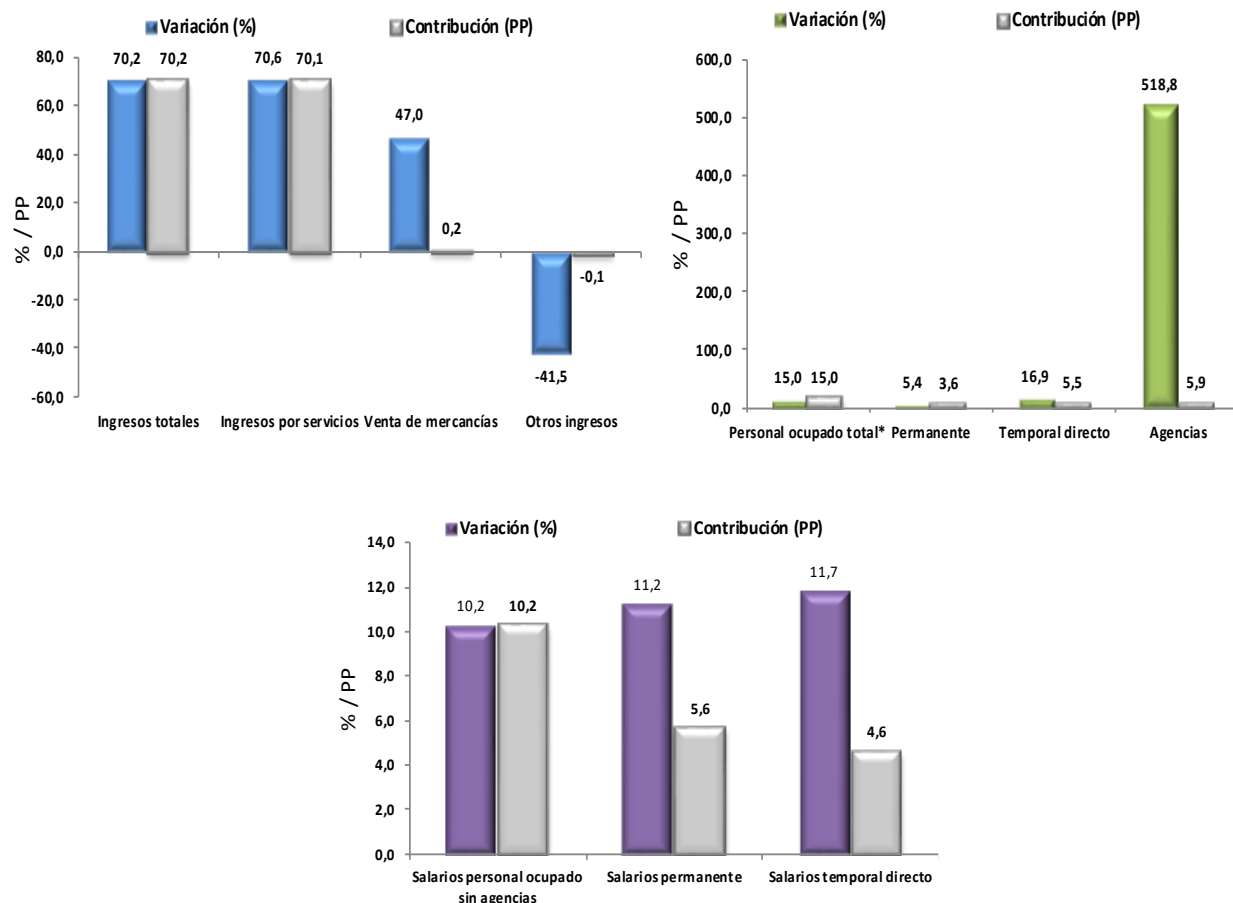 Variación (%) Contribución (PP)
80,0
60,0
40,0
20,0
0,0
-20,0
-40,0
-60,0
% / PP
70,2 70,2
70,6 70,1
47,0
0,2
-41,5
-0,1
Ingresos totales
Ingresos por servicios
Venta de mercancías
Otros ingresos
Variación (%) Contribución (PP)
600,0
500,0
400,0
300,0
200,0
100,0
0,0
% / PP
15,0 15,0
5,4 3,6
16,9 5,5
518,8
5,9
Personal ocupado total*
Permanente
Temporal directo
Agencias
Variación (%) Contribución (PP)
14,0
12,0
10,0
8,0
6,0
4,0
2,0
0,0
% / PP
10,2 10,2
11,2
5,6
11,7
4,6
Salarios personal ocupado
sin agencias
Salarios permanente
Salarios temporal directo